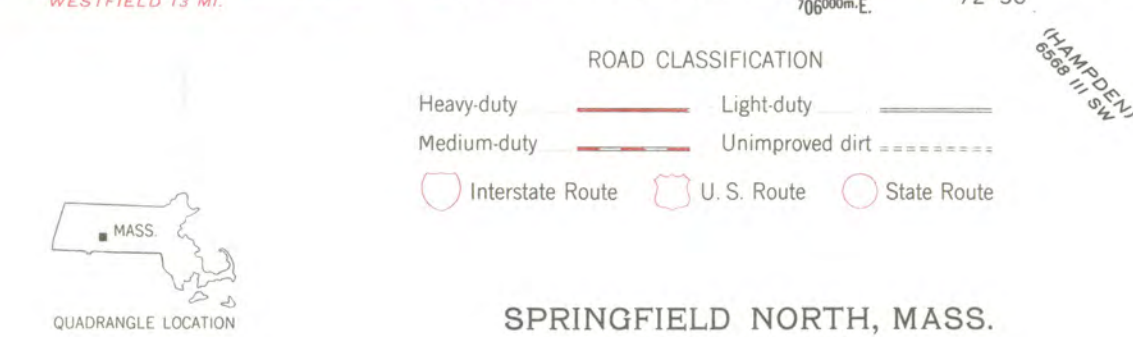 WESTFIELD 13 MI.
706000m.E.
(HAMPDEN)
6568 III SW
ROAD CLASSIFICATION
Heavy-duty Light-duty
Medium-duty Unimproved dirt
Interstate Route U. S. Route State Route
MASS.
QUADRANGLE LOCATION
SPRINGFIELD NORTH, MASS.